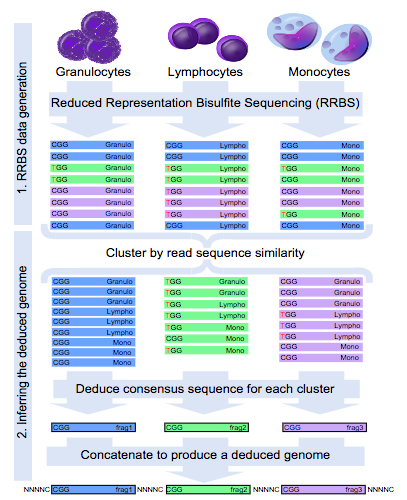 Granulocytes Lymphocytes Monocytes
1. RRBS data generation
Reduced Representation Bisulfite Sequencing (RRBS)
CGG Granulo CGG Lympho CGG Mono
CGG Granulo CGG Lympho CGG Mono
TGG Granulo TGG Lympho CGG Mono
TGG Granulo TGG Lympho CGG Mono
CGG Granulo TGG Lympho CGG Mono
CGG Granulo TGG Lympho CGG Mono
CGG Granulo TGG Lympho TGG Mono
CGG Granulo CGG Lympho CGG Mono
2. Inferring the deduced genome
Cluster by read sequence similarity
CGG Granulo TGG Granulo CGG Granulo
CGG Granulo TGG Granulo CGG Granulo
CGG Granulo TGG Lympho CGG Granulo
CGG Lympho TGG Lympho TGG Lympho
CGG Lympho TGG Mono TGG Lympho
CGG Lympho TGG Mono TGG Lympho
CGG Mono TGG Mono CGG Mono
CGG Mono CGG Mono
CGG Mono
Deduce consensus sequence for each cluster
CGG frag1 CGG frag2 CGG frag3
Concatenate to produce a deduced genome
NNNNC CGG frag1 NNNNC CGG frag2 NNNNC CGG frag3 NNNNC